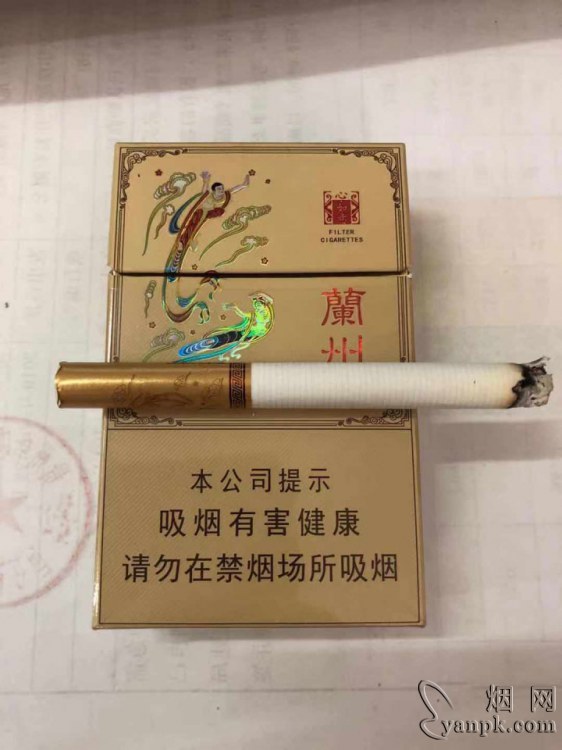 心
FILTER
CIGARETTES
蘭州
本公司提示
吸烟有害健康
请勿在禁烟场所吸烟
烟网
yanpk.com